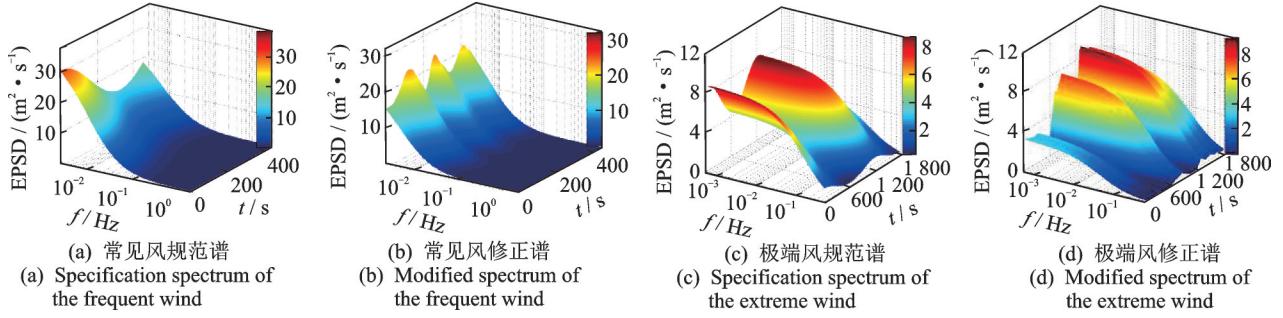 EPSD / (m² • s⁻¹)
30
20
10
10⁻²
10⁻¹
10⁰
f / Hz
0
200
400
t / s
30
20
10
(a) 常见风规范谱
(a) Specification spectrum of
the frequent wind
EPSD / (m² • s⁻¹)
30
20
10
10⁻²
10⁻¹
10⁰
f / Hz
0
200
400
t / s
30
20
10
(b) 常见风修正谱
(b) Modified spectrum of
the frequent wind
EPSD / (m² • s⁻¹)
12
8
4
0
10⁻³
10⁻²
10⁻¹
f / Hz
0
600
1 200
1 800
t / s
8
6
4
2
(c) 极端风规范谱
(c) Specification spectrum of
the extreme wind
EPSD / (m² • s⁻¹)
12
8
4
0
10⁻³
10⁻²
10⁻¹
f / Hz
0
600
1 200
1 800
t / s
8
6
4
2
(d) 极端风修正谱
(d) Modified spectrum of
the extreme wind